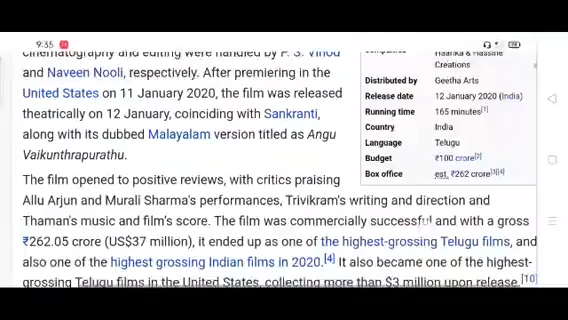 9:35
cinematography and editing were handled by P. S. Vinod
and Naveen Nooli, respectively. After premiering in the
United States on 11 January 2020, the film was released
theatrically on 12 January, coinciding with Sankranti,
along with its dubbed Malayalam version titled as Angu
Vaikunthrapurathu.
Haarika & Hassine
Creations
Distributed by Geetha Arts
Release date 12 January 2020 (India)
Running time 165 minutes[1]
Country India
Language Telugu
Budget ₹100 crore[2]
Box office est. ₹262 crore[3][4]
The film opened to positive reviews, with critics praising
Allu Arjun and Murali Sharma's performances, Trivikram's writing and direction and
Thaman's music and film's score. The film was commercially successful and with a gross
₹262.05 crore (US$37 million), it ended up as one of the highest-grossing Telugu films, and
also one of the highest grossing Indian films in 2020.[4] It also became one of the highest-
grossing Telugu films in the United States, collecting more than $3 million upon release.[10]